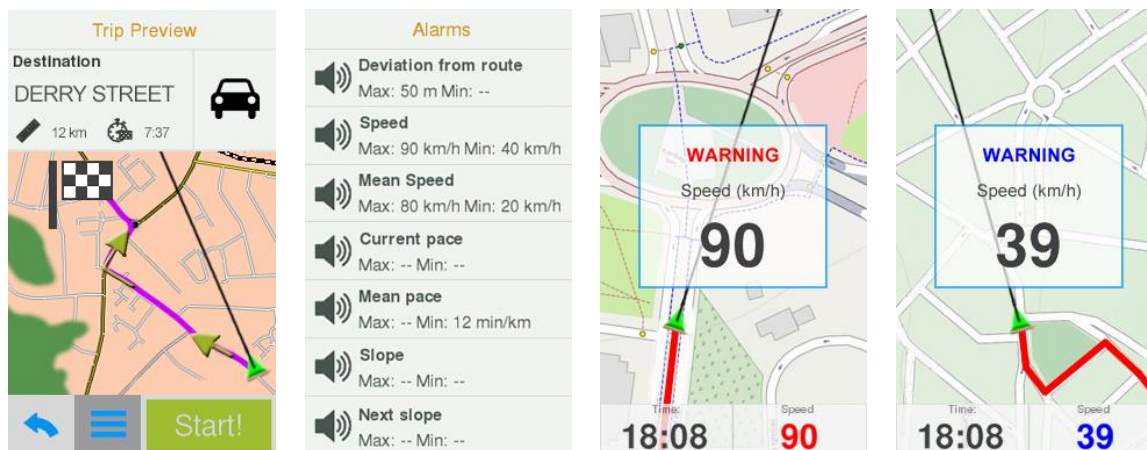 Trip Preview
Destination
DERRY STREET
12 km 7:37
Start!
Alarms
Deviation from route
Max: 50 m Min: --
Speed
Max: 90 km/h Min: 40 km/h
Mean Speed
Max: 80 km/h Min: 20 km/h
Current pace
Max: -- Min: --
Mean pace
Max: -- Min: 12 min/km
Slope
Max: -- Min: --
Next slope
Max: -- Min: --
WARNING
Speed (km/h)
90
Time: Speed
18:08 90
WARNING
Speed (km/h)
39
Time: Speed
18:08 39